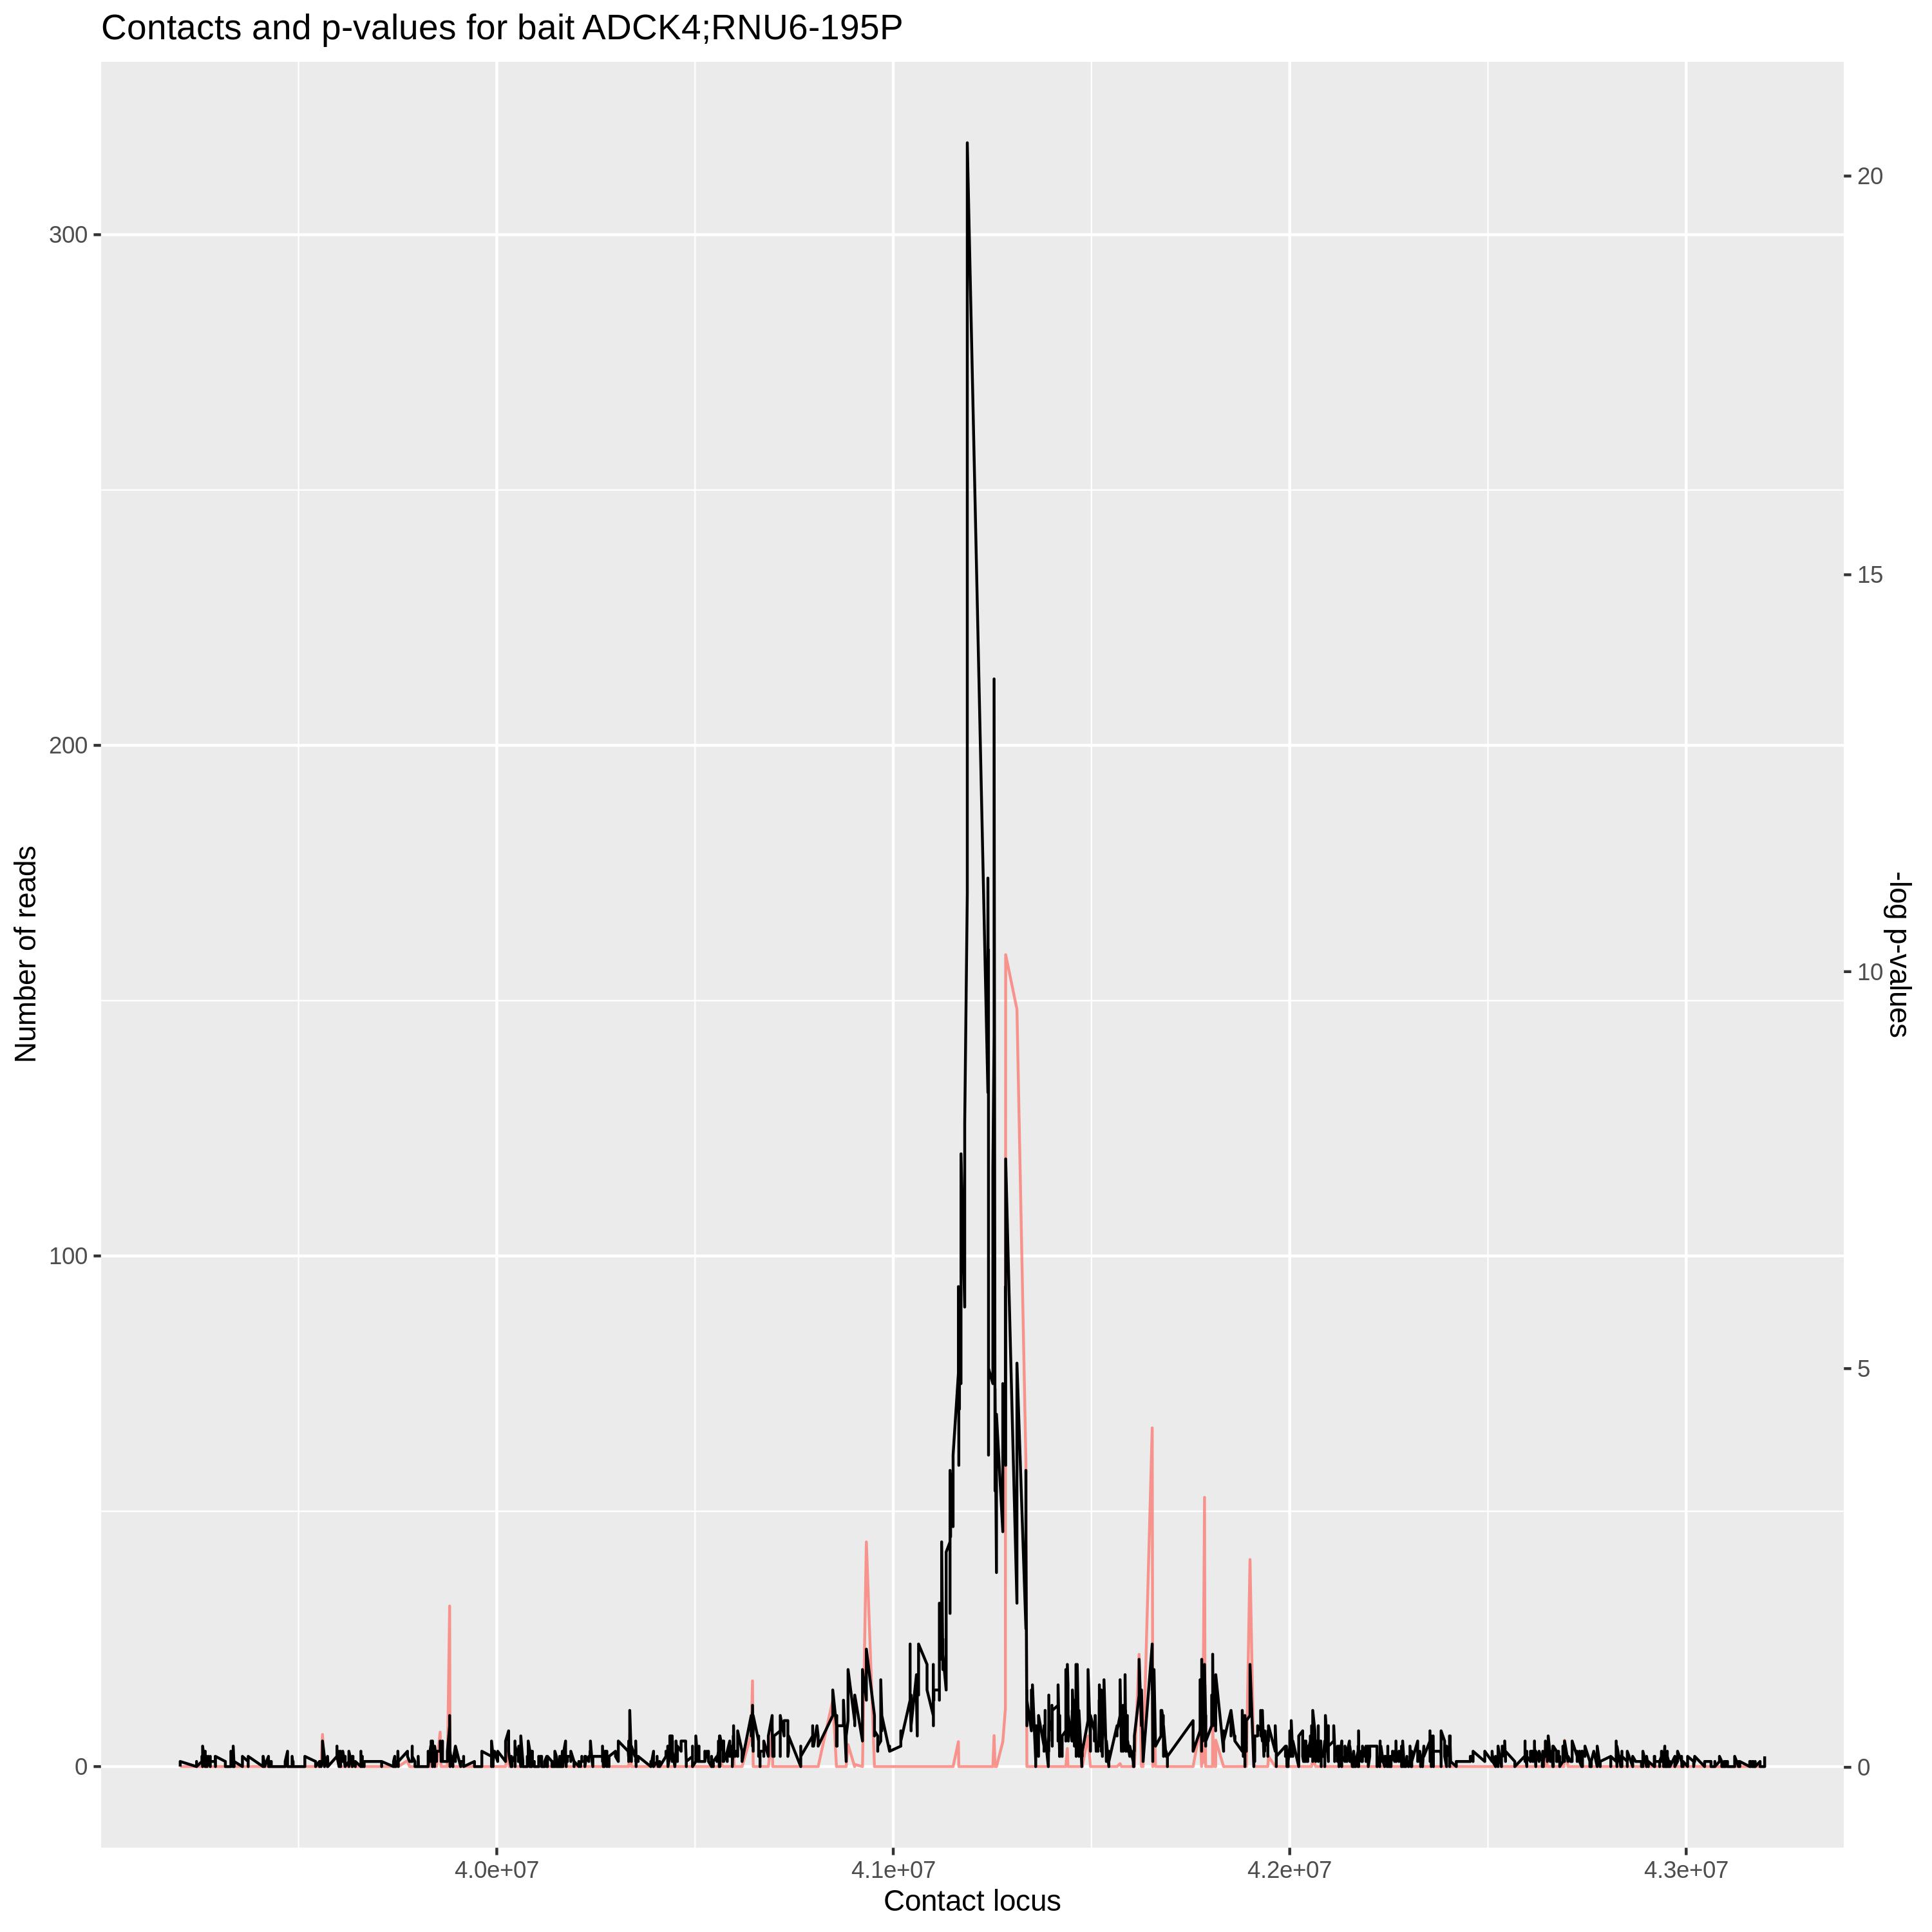 Contacts and p-values for bait ADCK4;RNU6-195P
300
200
100
0
Number of reads
20
15
10
5
0
-log p-values
4.0e+07
4.1e+07
4.2e+07
4.3e+07
Contact locus